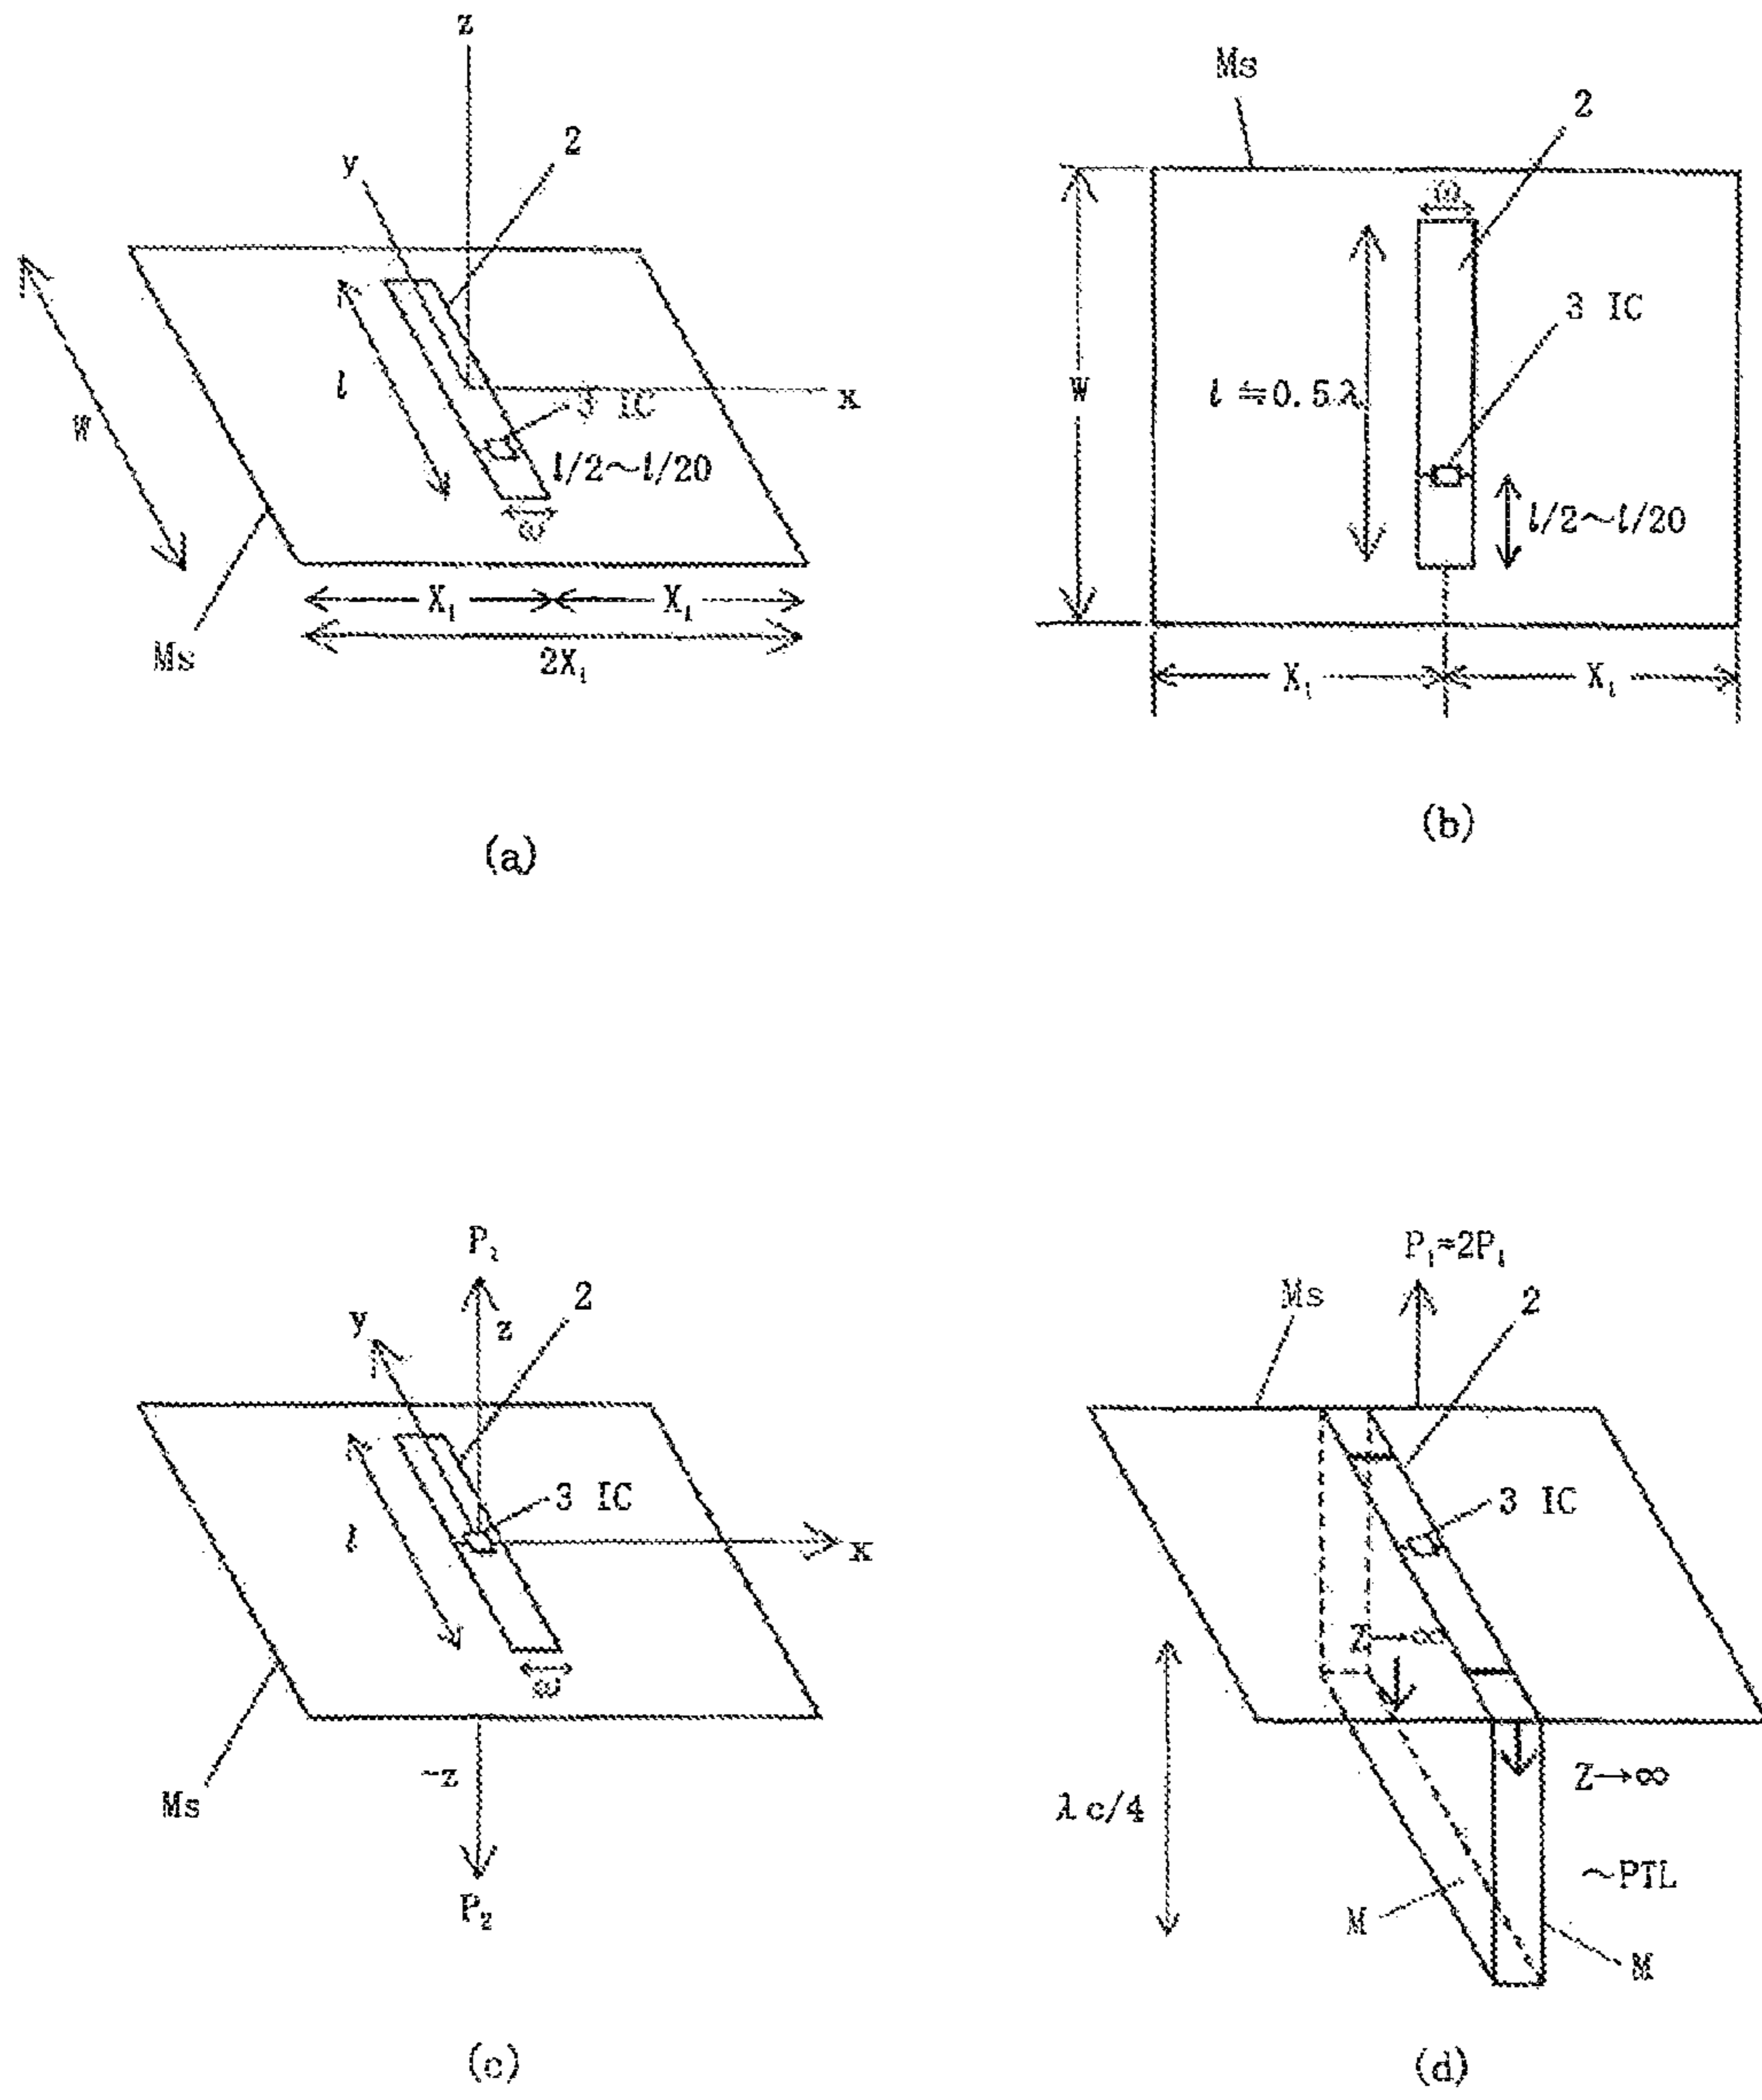 z
y
2
W
l
3 IC
x
l/2~l/20
ω
X₁
X₁
2X₁
Ms
(a)
Ms
2
ω
3 IC
W
l≒0.5λ
l/2~l/20
X₁
X₁
(b)
P₁
y
z
2
3 IC
l
x
ω
Ms
-z
P₂
(c)
P₁=2P₁
Ms
2
3 IC
Z→∞
λc/4
Z→∞
~PTL
M
M
(d)